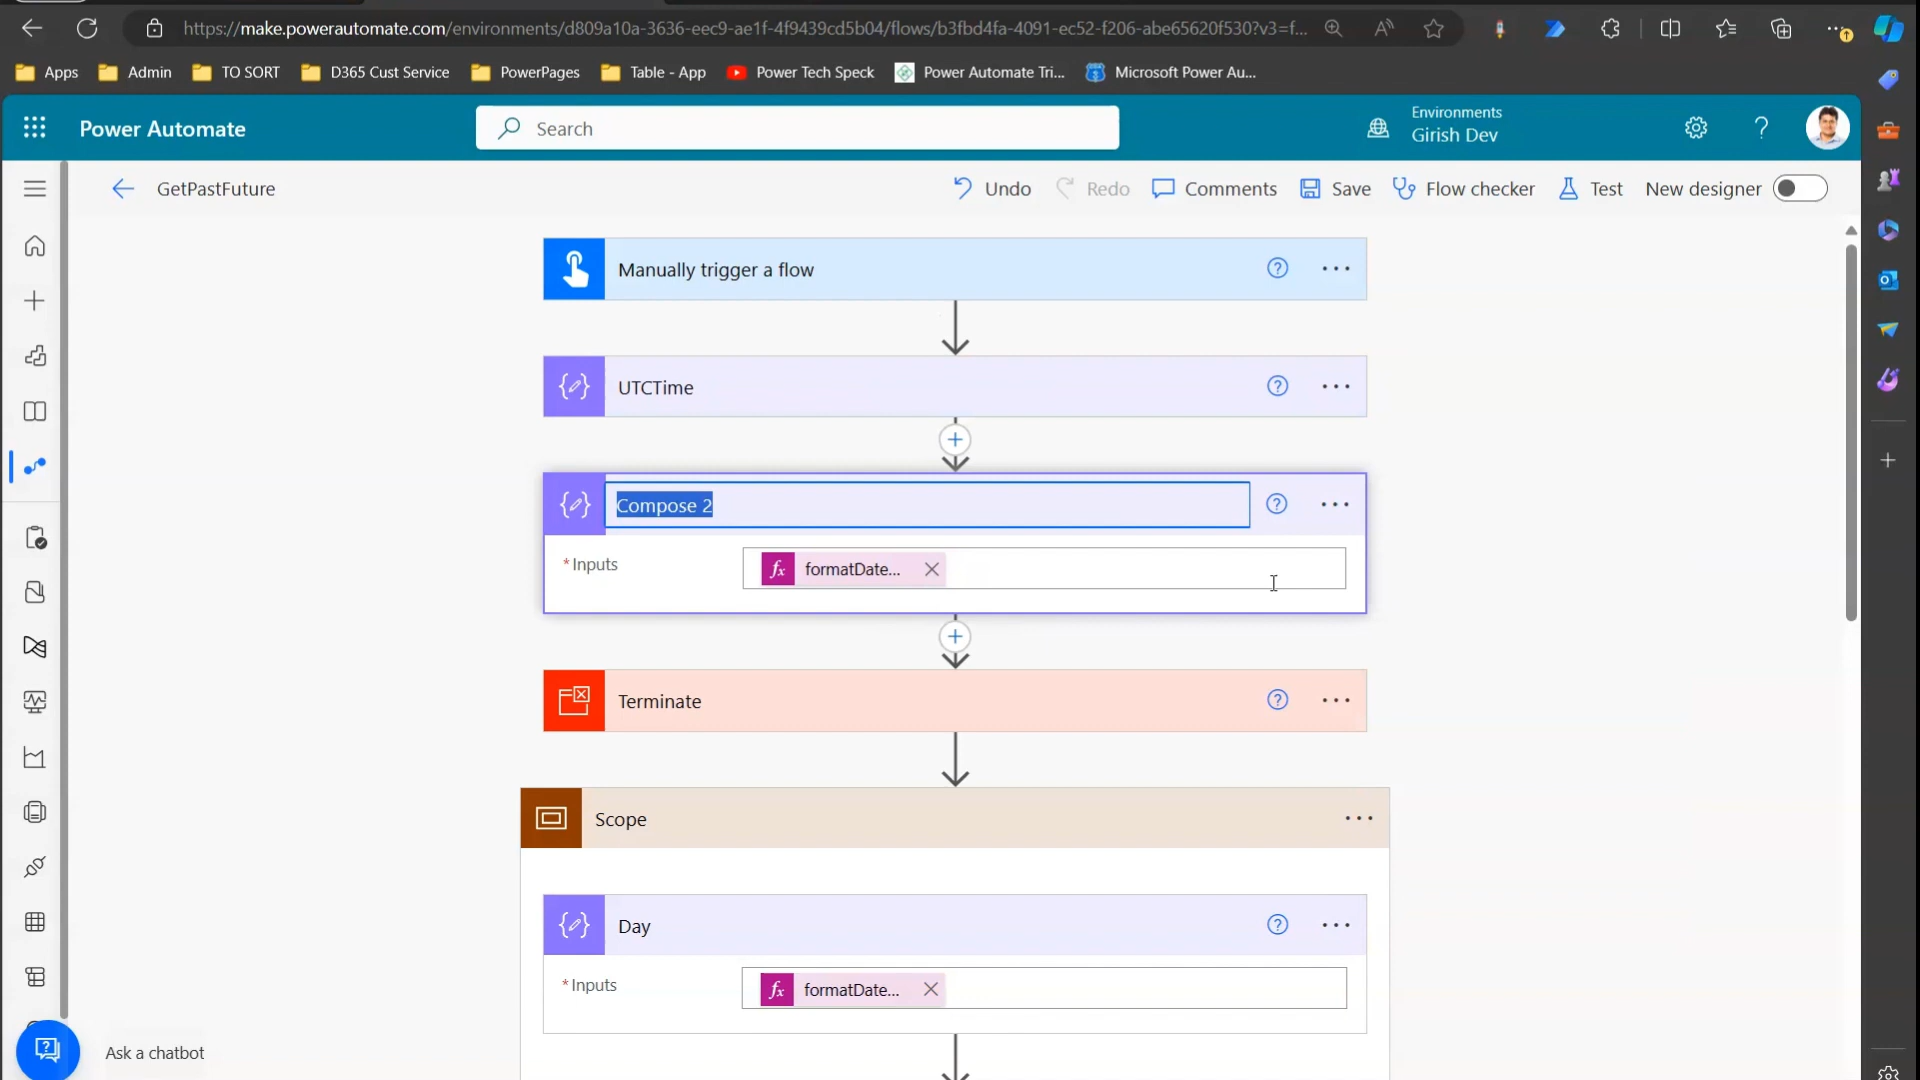 https://make.powerautomate.com/environments/d809a10a-3636-eec9-ae1f-4f9439cd5b04/flows/b3fbd4fa-4091-ec52-f206-abe65620f530?v3=f...
Apps Admin TO SORT D365 Cust Service PowerPages Table - App Power Tech Speck Power Automate Tri... Microsoft Power Au...
Power Automate
Search
Environments
Girish Dev
GetPastFuture
Undo Redo Comments Save Flow checker Test New designer
Manually trigger a flow
UTCTime
Compose 2
*Inputs
fx formatDate...
Terminate
Scope
Day
*Inputs
fx formatDate...
Ask a chatbot